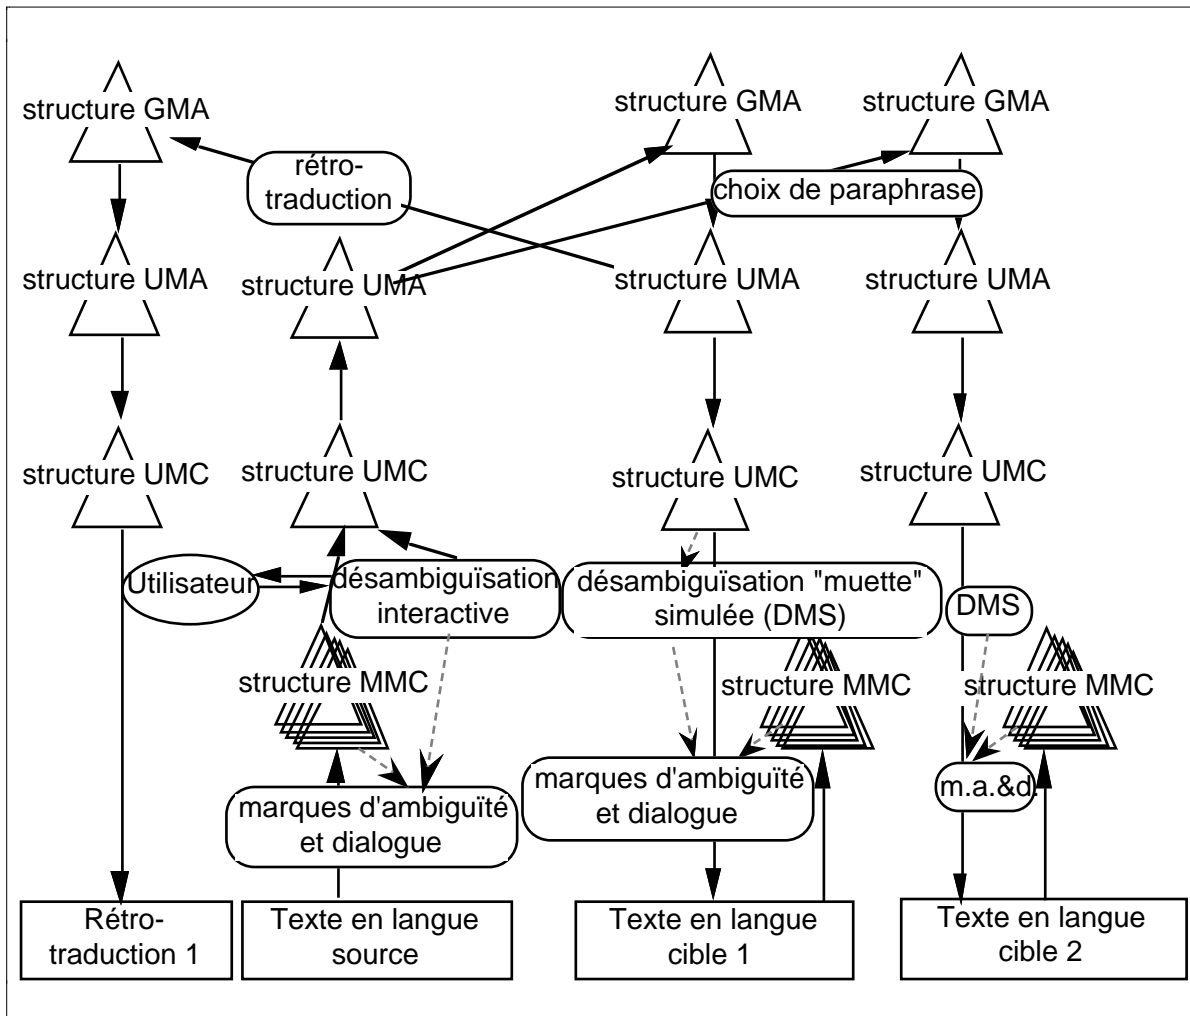 structure GMA
structure GMA
structure GMA
rétro-
traduction
choix de paraphrase
structure UMA
structure UMA
structure UMA
structure UMA
structure UMC
structure UMC
structure UMC
structure UMC
Utilisateur
désambiguïsation
interactive
désambiguïsation "muette"
simulée (DMS)
DMS
structure MMC
structure MMC
structure MMC
marques d'ambiguïté
et dialogue
marques d'ambiguïté
et dialogue
m.a.&d.
Rétro-
traduction 1
Texte en langue
source
Texte en langue
cible 1
Texte en langue
cible 2